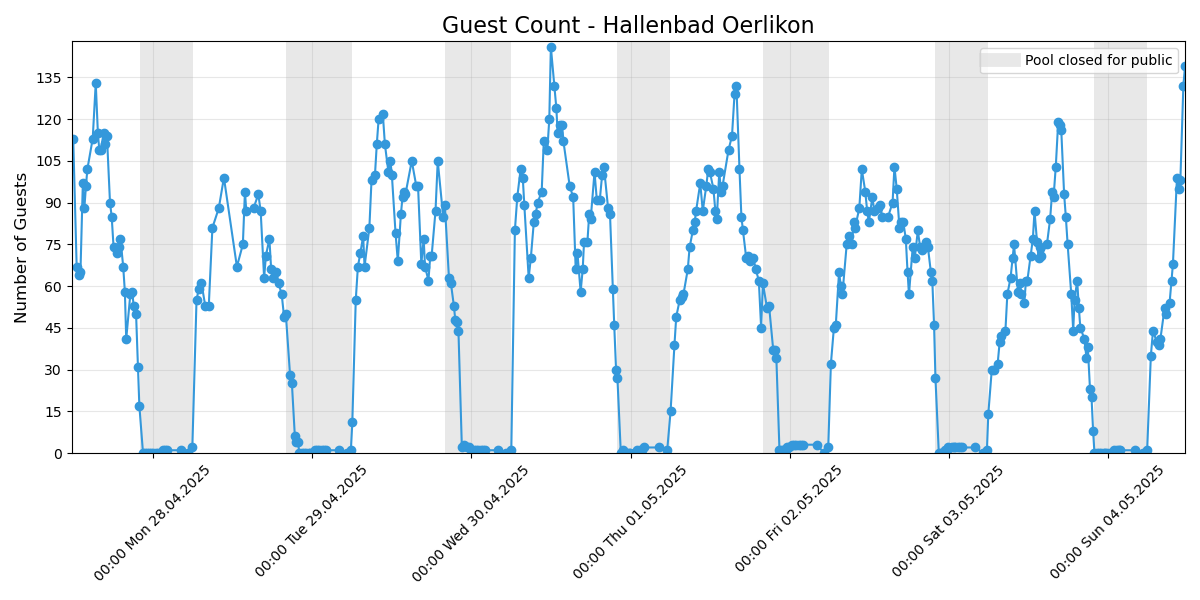 Guest Count - Hallenbad Oerlikon
Pool closed for public
Number of Guests
135
120
105
90
75
60
45
30
15
0
00:00 Mon 28.04.2025
00:00 Tue 29.04.2025
00:00 Wed 30.04.2025
00:00 Thu 01.05.2025
00:00 Fri 02.05.2025
00:00 Sat 03.05.2025
00:00 Sun 04.05.2025